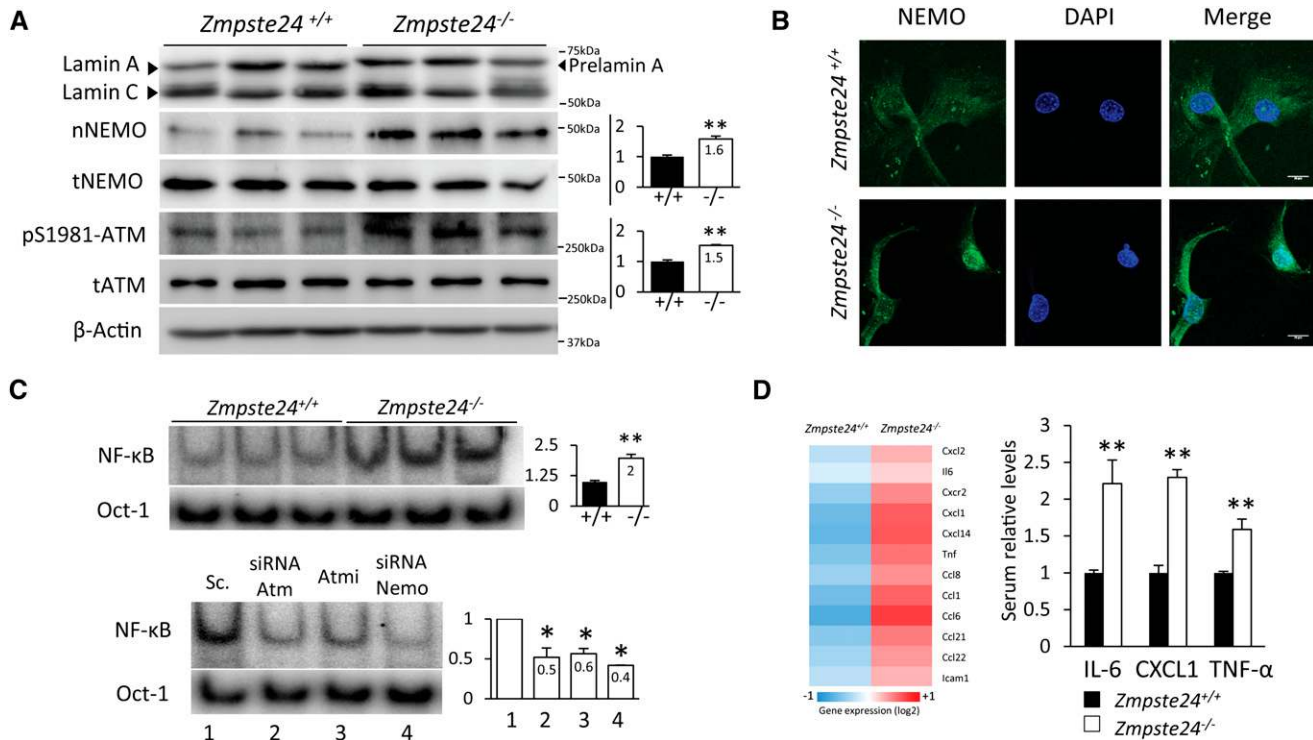 A
Zmpste24 +/+ Zmpste24-/-
Lamin A
75kDa
Prelamin A
Lamin C
50kDa
nNEMO
50kDa
tNEMO
50kDa
pS1981-ATM
250kDa
tATM
250kDa
β-Actin
37kDa
2
1
0
**
1.6
+/+ -/-
2
1
0
**
1.5
+/+ -/-
B
NEMO DAPI Merge
Zmpste24 +/+
Zmpste24-/-
C
Zmpste24+/+ Zmpste24-/-
NF-κB
Oct-1
2.5
1.25
0
**
2
+/+ -/-
Sc. siRNA Atm Atmi siRNA Nemo
NF-κB
Oct-1
1 2 3 4
1
0.5
0
* * *
0.5 0.6 0.4
1 2 3 4
D
Zmpste24+/+ Zmpste24-/-
Cxcl2
Il6
Cxcr2
Cxcl1
Cxcl14
Tnf
Ccl8
Ccl1
Ccl6
Ccl21
Ccl22
Icam1
-1 +1
Gene expression (log2)
Serum relative levels
3
2.5
2
1.5
1
0.5
0
** ** **
IL-6 CXCL1 TNF-α
Zmpste24+/+
Zmpste24-/-